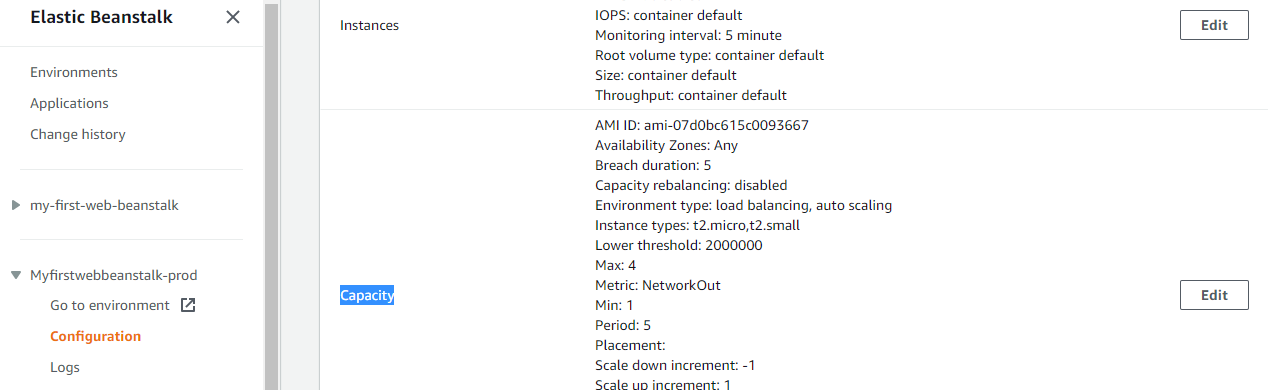 Elastic Beanstalk
Environments
Applications
Change history
my-first-web-beanstalk
Myfirstwebbeanstalk-prod
Go to environment
Configuration
Logs
Instances
IOPS: container default
Monitoring interval: 5 minute
Root volume type: container default
Size: container default
Throughput: container default
Edit
Capacity
AMI ID: ami-07d0bc615c0093667
Availability Zones: Any
Breach duration: 5
Capacity rebalancing: disabled
Environment type: load balancing, auto scaling
Instance types: t2.micro,t2.small
Lower threshold: 2000000
Max: 4
Metric: NetworkOut
Min: 1
Period: 5
Placement:
Scale down increment: -1
Scale up increment: 1
Edit